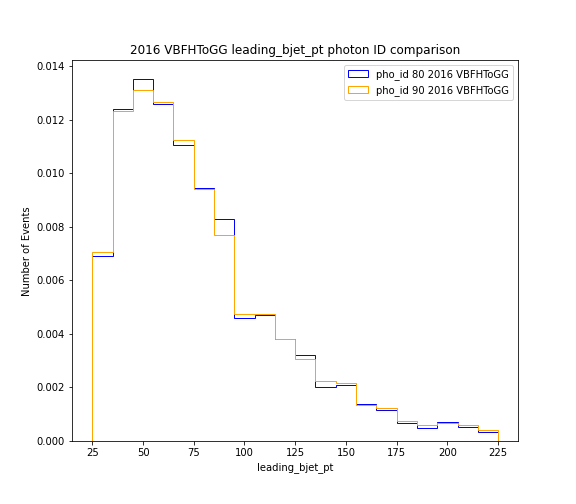 2016 VBFHToGG leading_bjet_pt photon ID comparison
pho_id 80 2016 VBFHToGG
pho_id 90 2016 VBFHToGG
Number of Events
0.014
0.012
0.010
0.008
0.006
0.004
0.002
0.000
25 50 75 100 125 150 175 200 225
leading_bjet_pt